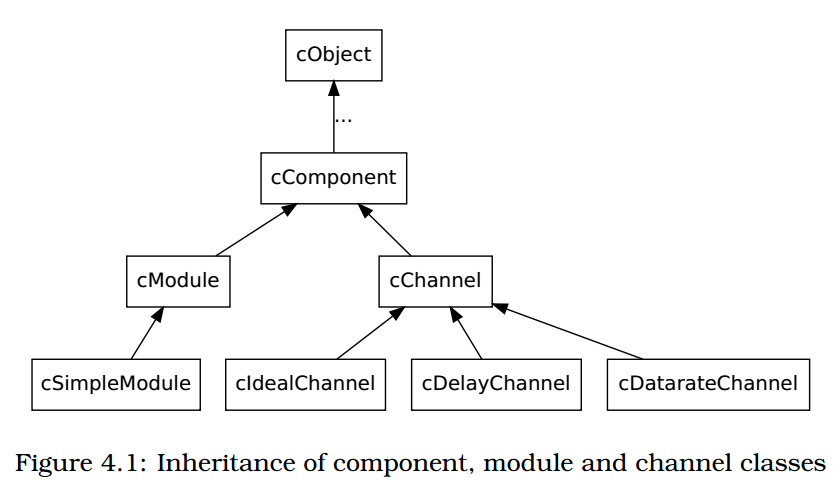 cObject
...
cComponent
cModule
cChannel
cSimpleModule
cIdealChannel
cDelayChannel
cDatarateChannel
Figure 4.1: Inheritance of component, module and channel classes